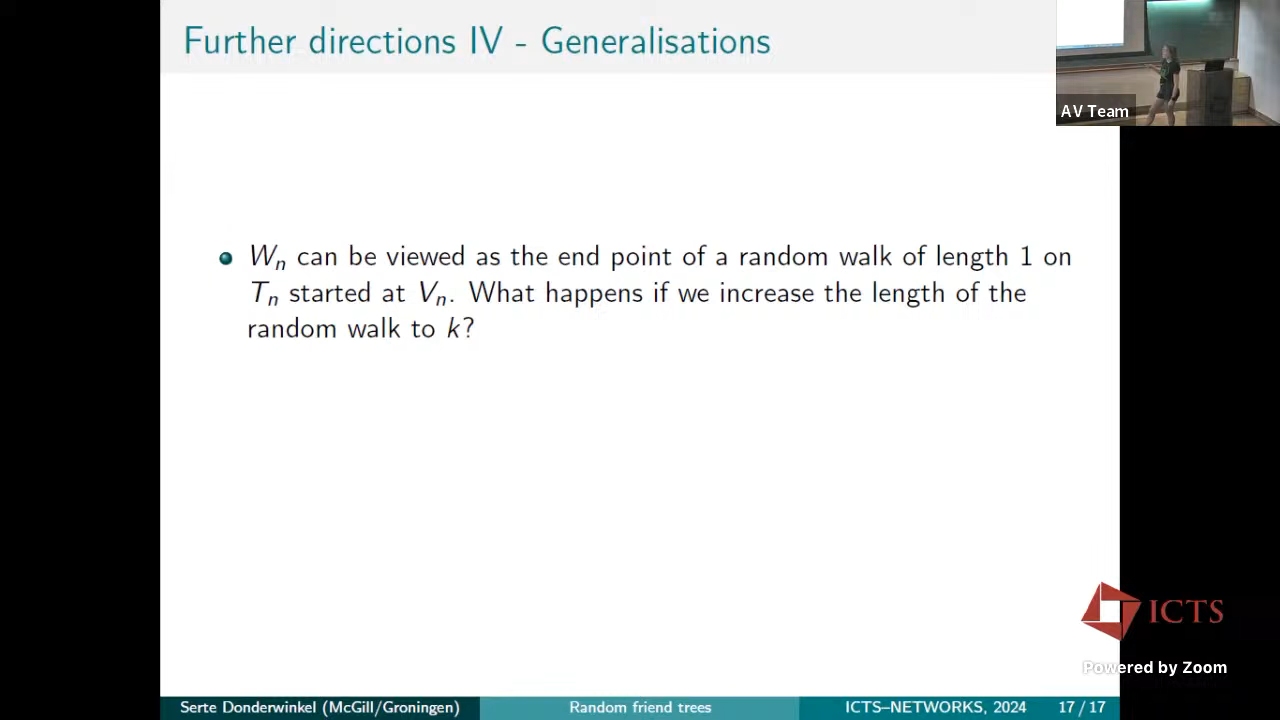 Further directions IV - Generalisations
AV Team
W_n can be viewed as the end point of a random walk of length 1 on
T_n started at V_n. What happens if we increase the length of the
random walk to k?
ICTS
Powered by Zoom
Serte Donderwinkel (McGill/Groningen)
Random friend trees
ICTS–NETWORKS, 2024
17 / 17